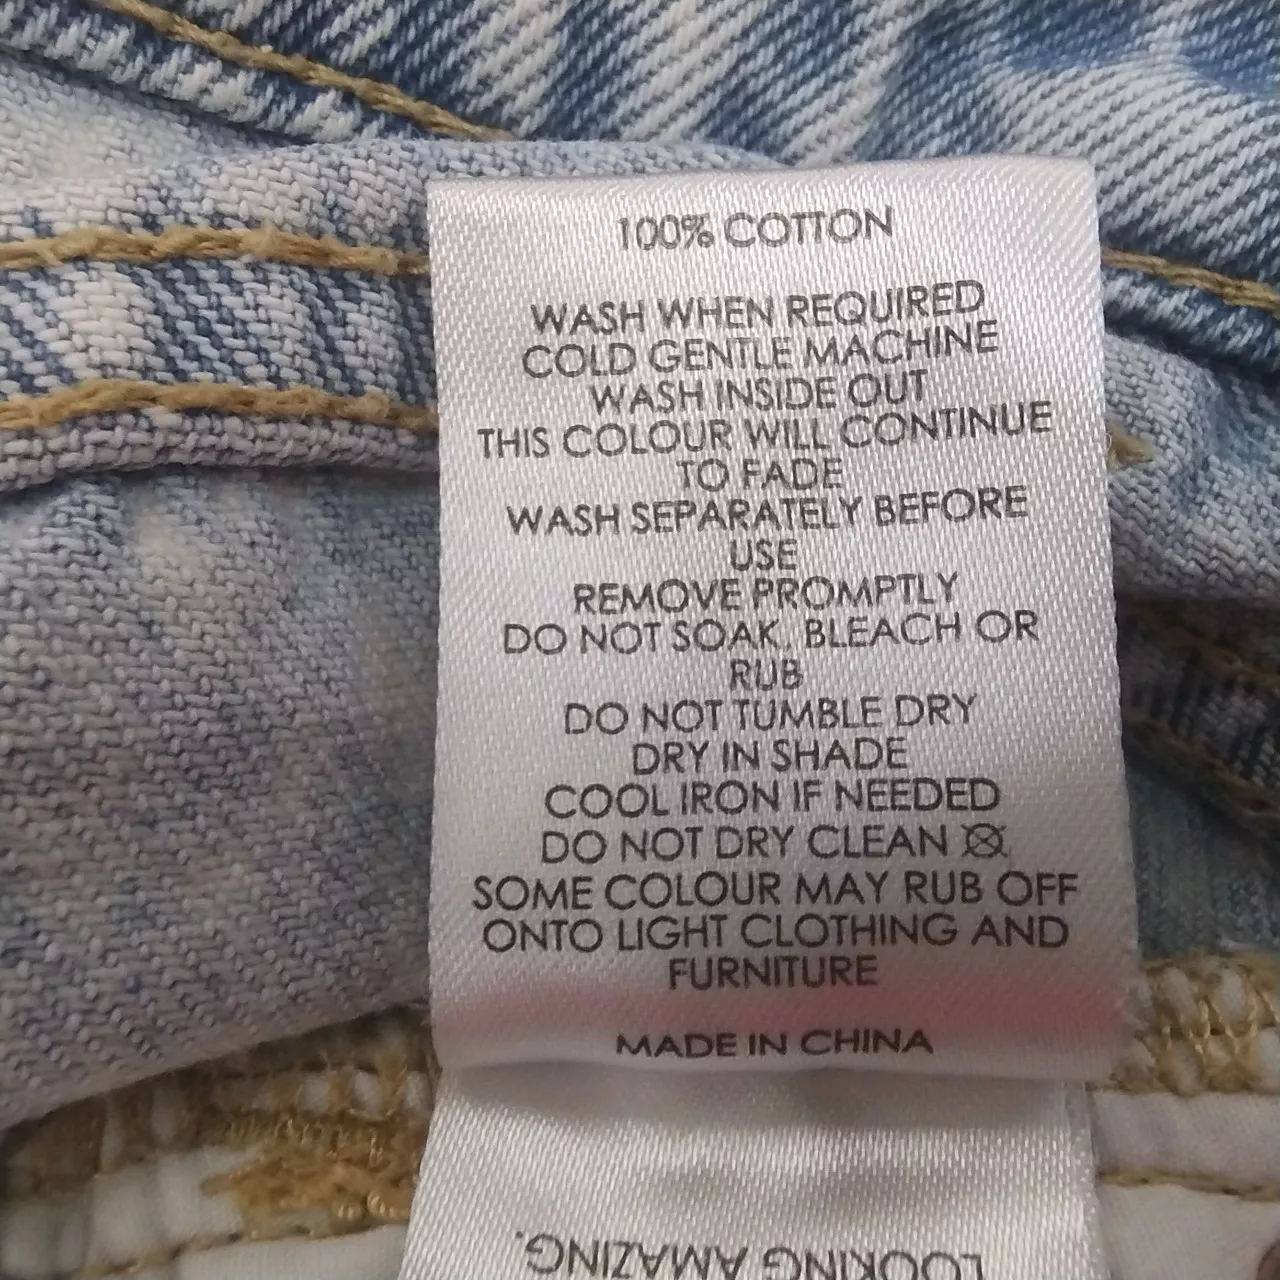 100% COTTON
WASH WHEN REQUIRED
COLD GENTLE MACHINE
WASH INSIDE OUT
THIS COLOUR WILL CONTINUE
TO FADE
WASH SEPARATELY BEFORE
USE
REMOVE PROMPTLY
DO NOT SOAK, BLEACH OR
RUB
DO NOT TUMBLE DRY
DRY IN SHADE
COOL IRON IF NEEDED
DO NOT DRY CLEAN
SOME COLOUR MAY RUB OFF
ONTO LIGHT CLOTHING AND
FURNITURE
MADE IN CHINA
LOOKING AMAZING.